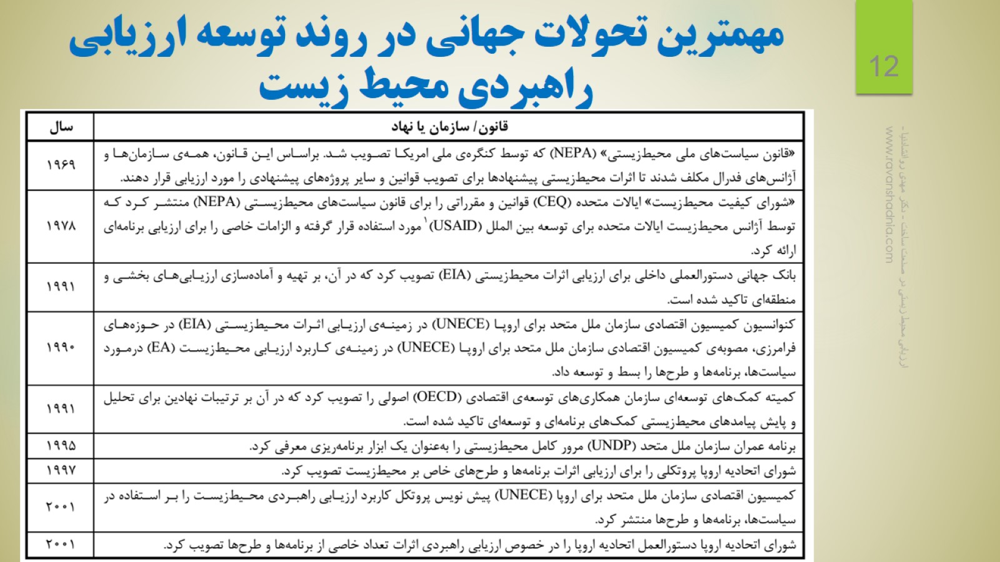 مهمترین تحولات جهانی در روند توسعه ارزیابی
راهبردی محیط زیست
12
قانون/ سازمان یا نهاد
سال
«قانون سیاست‌های ملی محیط‌زیستی» (NEPA) که توسط کنگره‌ی ملی امریکا تصویب شد. براساس این قانون، همه‌ی سازمان‌ها و
آژانس‌های فدرال مکلف شدند تا اثرات محیط‌زیستی پیشنهادها برای تصویب قوانین و سایر پروژه‌های پیشنهادی را مورد ارزیابی قرار دهند.
۱۹۶۹
«شورای کیفیت محیط‌زیست» ایالات متحده (CEQ) قوانین و مقرراتی را برای قانون سیاست‌های محیط‌زیستی (NEPA) منتشر کرد که
توسط آژانس محیط‌زیست ایالات متحده برای توسعه بین الملل (USAID)۱ مورد استفاده قرار گرفته و الزامات خاصی را برای ارزیابی برنامه‌ای
ارائه کرد.
۱۹۷۸
بانک جهانی دستورالعملی داخلی برای ارزیابی اثرات محیط‌زیستی (EIA) تصویب کرد که در آن، بر تهیه و آماده‌سازی ارزیابی‌های بخشی و
منطقه‌ای تاکید شده است.
۱۹۹۱
کنوانسیون کمیسیون اقتصادی سازمان ملل متحد برای اروپا (UNECE) در زمینه‌ی ارزیابی اثرات محیط‌زیستی (EIA) در حوزه‌های
فرامرزی، مصوبه‌ی کمیسیون اقتصادی سازمان ملل متحد برای اروپا (UNECE) در زمینه‌ی کاربرد ارزیابی محیط‌زیست (EA) درمورد
سیاست‌ها، برنامه‌ها و طرح‌ها را بسط و توسعه داد.
۱۹۹۰
کمیته کمک‌های توسعه‌ای سازمان همکاری‌های توسعه‌ی اقتصادی (OECD) اصولی را تصویب کرد که در آن بر ترتیبات نهادین برای تحلیل
و پایش پیامدهای محیط‌زیستی کمک‌های برنامه‌ای و توسعه‌ای تاکید شده است.
۱۹۹۱
برنامه عمران سازمان ملل متحد (UNDP) مرور کامل محیط‌زیستی را به‌عنوان یک ابزار برنامه‌ریزی معرفی کرد.
۱۹۹۵
شورای اتحادیه اروپا پروتکلی را برای ارزیابی اثرات برنامه‌ها و طرح‌های خاص بر محیط‌زیست تصویب کرد.
۱۹۹۷
کمیسیون اقتصادی سازمان ملل متحد برای اروپا (UNECE) پیش نویس پروتکل کاربرد ارزیابی راهبردی محیط‌زیست را بر استفاده در
سیاست‌ها، برنامه‌ها و طرح‌ها منتشر کرد.
۲۰۰۱
شورای اتحادیه اروپا دستورالعمل اتحادیه اروپا را در خصوص ارزیابی راهبردی اثرات تعداد خاصی از برنامه‌ها و طرح‌ها تصویب کرد.
۲۰۰۱
ارزیابی محیط زیستی در صنعت ساخت - دکتر مهدی روانشادنیا -
www.ravanshadnia.com